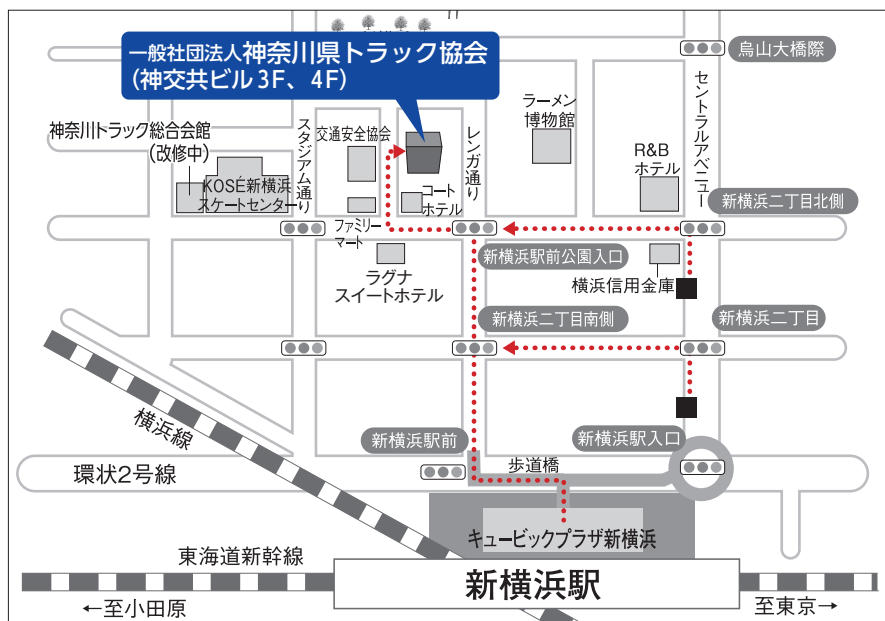 烏山大橋際
一般社団法人神奈川県トラック協会
(神交共ビル3F、4F)
セントラルアベニュー
ラーメン
博物館
スタジアム通り
交通安全協会
レンガ通り
神奈川トラック総合会館
(改修中)
R&B
ホテル
KOSÉ新横浜
スケートセンター
コート
ホテル
新横浜二丁目北側
ファミリー
マート
新横浜駅前公園入口
ラグナ
スイートホテル
横浜信用金庫
新横浜二丁目南側
新横浜二丁目
横浜線
新横浜駅前
新横浜駅入口
歩道橋
環状2号線
キュービックプラザ新横浜
東海道新幹線
新横浜駅
←至小田原
至東京→